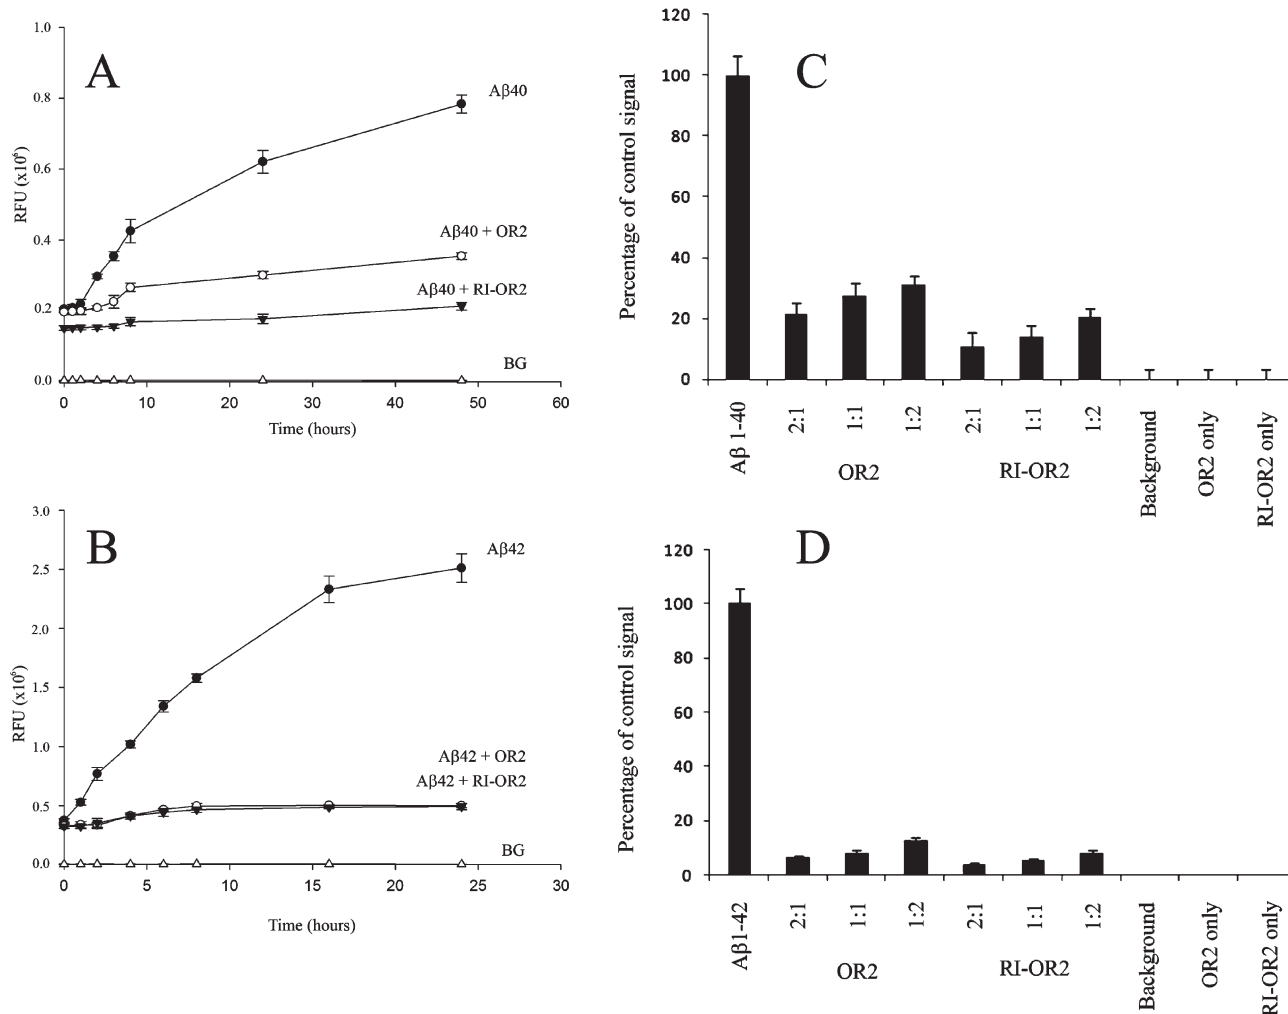 A
1.0
0.8
0.6
0.4
0.2
0.0
RFU (x10⁶)
Aβ40
Aβ40 + OR2
Aβ40 + RI-OR2
BG
0 10 20 30 40 50 60
Time (hours)
B
3.0
2.5
2.0
1.5
1.0
0.5
0.0
RFU (x10⁶)
Aβ42
Aβ42 + OR2
Aβ42 + RI-OR2
BG
0 5 10 15 20 25 30
Time (hours)
C
120
100
80
60
40
20
0
Percentage of control signal
Aβ 1-40 2:1 1:1 1:2 2:1 1:1 1:2 Background OR2 only RI-OR2 only
OR2 RI-OR2
D
120
100
80
60
40
20
0
Percentage of control signal
Aβ1-42 2:1 1:1 1:2 2:1 1:1 1:2 Background OR2 only RI-OR2 only
OR2 RI-OR2